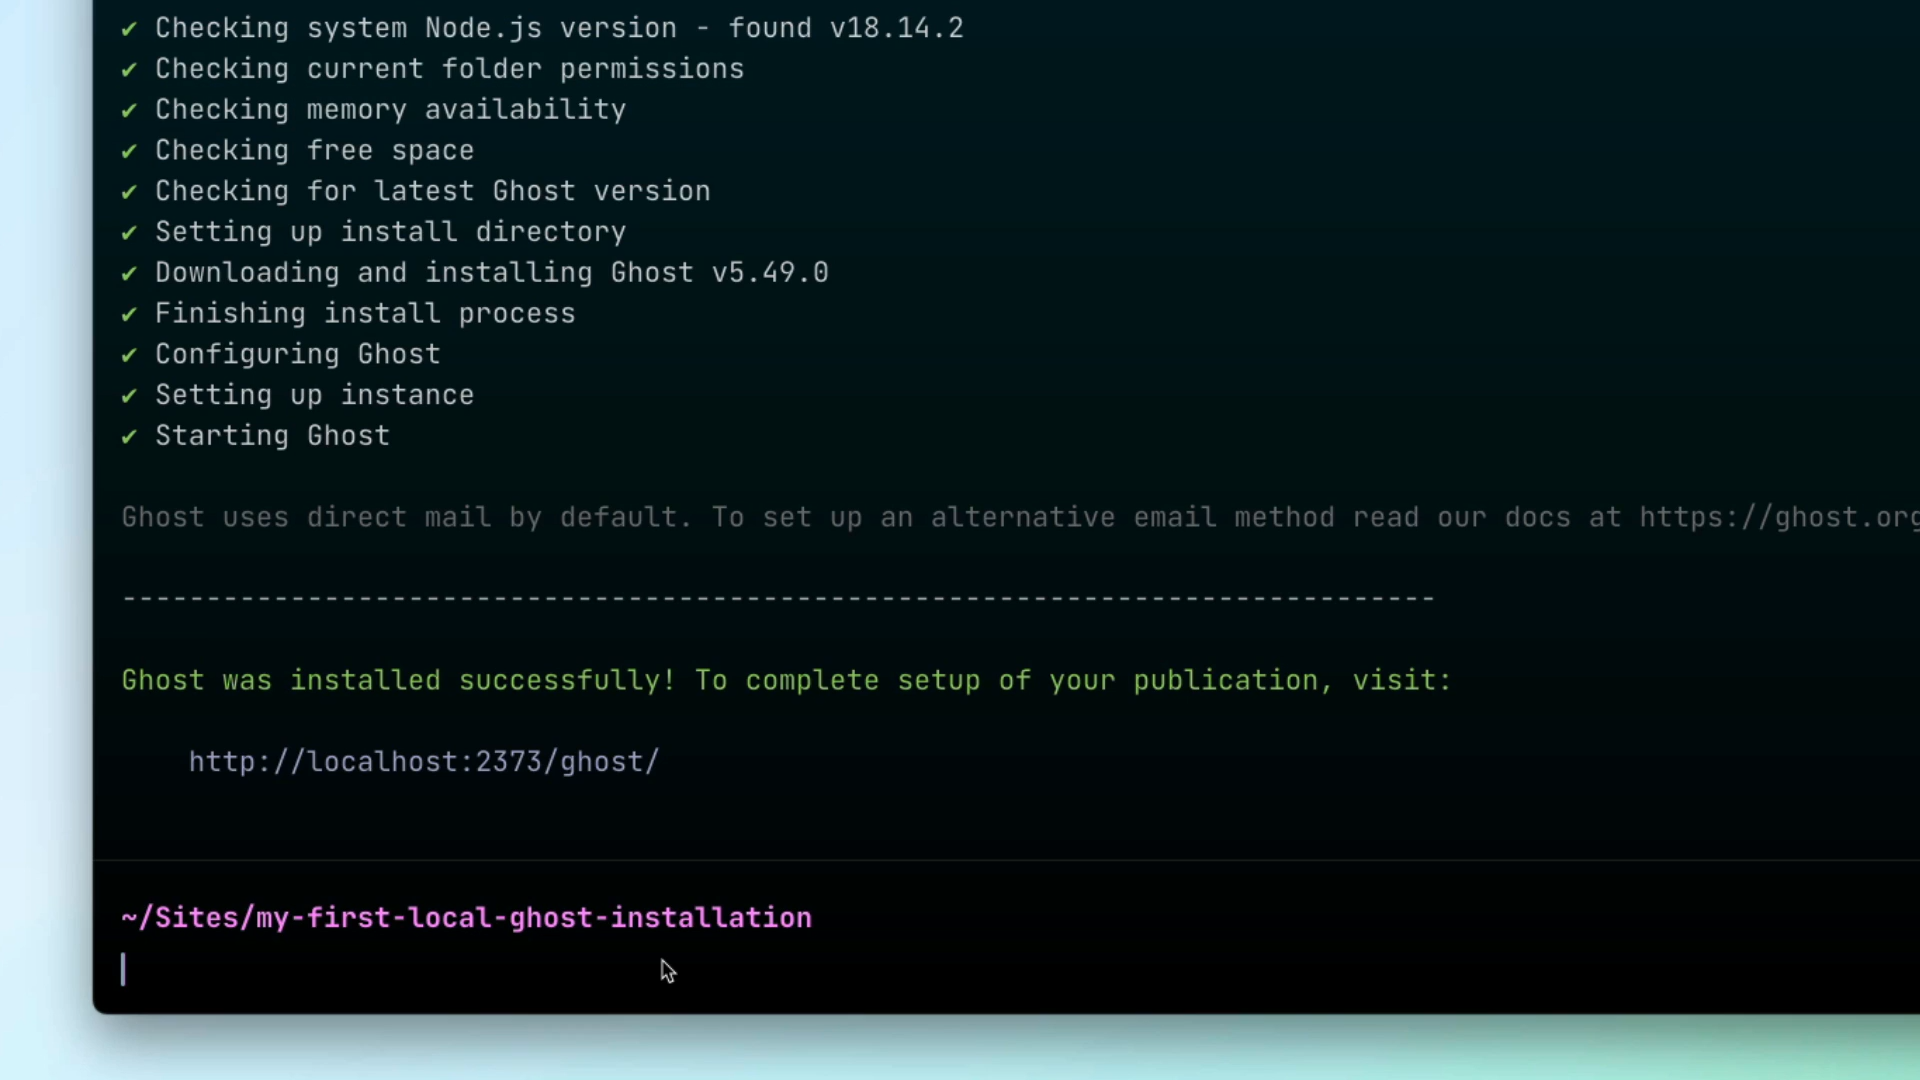 ✔ Checking system Node.js version - found v18.14.2
✔ Checking current folder permissions
✔ Checking memory availability
✔ Checking free space
✔ Checking for latest Ghost version
✔ Setting up install directory
✔ Downloading and installing Ghost v5.49.0
✔ Finishing install process
✔ Configuring Ghost
✔ Setting up instance
✔ Starting Ghost
Ghost uses direct mail by default. To set up an alternative email method read our docs at https://ghost.org
------------------------------------------------------------------------------
Ghost was installed successfully! To complete setup of your publication, visit:
http://localhost:2373/ghost/
~/Sites/my-first-local-ghost-installation